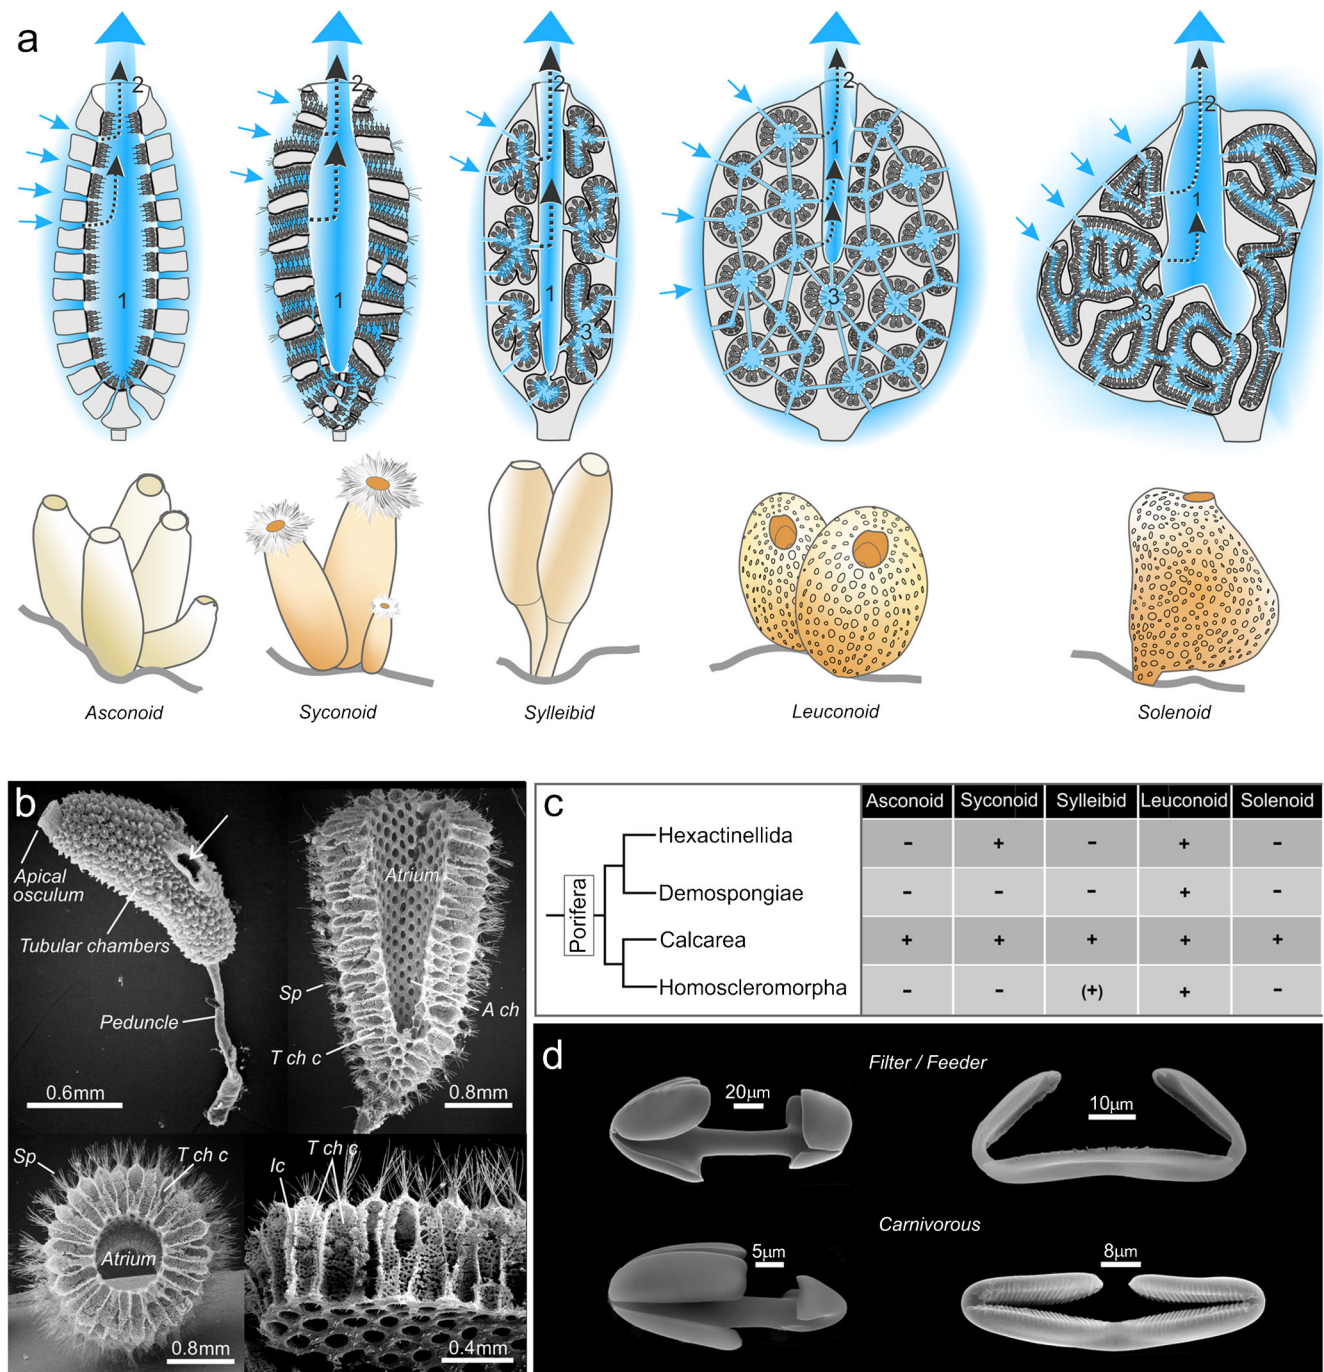 a
2
2
2
2
2
1
1
1
1
1
3
3
3
Asconoid
Syconoid
Sylleibid
Leuconoid
Solenoid
b
Apical
osculum
Tubular chambers
Peduncle
0.6mm
Atrium
Sp
A ch
T ch c
0.8mm
Sp
T ch c
Atrium
0.8mm
Ic
T ch c
0.4mm
c
Porifera
Hexactinellida
Demospongiae
Calcarea
Homoscleromorpha
Asconoid Syconoid Sylleibid Leuconoid Solenoid
- + - + -
- - - + -
+ + + + +
- - (+) + -
d
Filter / Feeder
20µm
10µm
Carnivorous
5µm
8µm